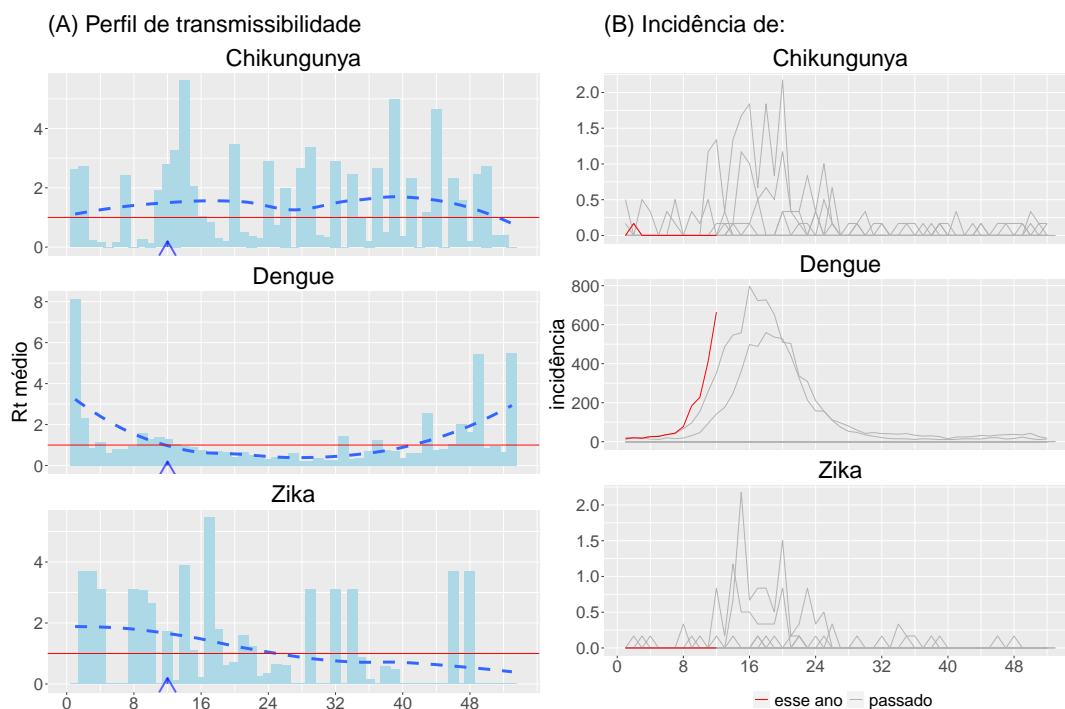 (A) Perfil de transmissibilidade
Chikungunya
4
2
0
Dengue
8
6
4
2
0
Zika
4
2
0
0 8 16 24 32 40 48
Rt médio
(B) Incidência de:
Chikungunya
2.0
1.5
1.0
0.5
0.0
Dengue
800
600
400
200
0
Zika
2.0
1.5
1.0
0.5
0.0
0 8 16 24 32 40 48
incidência
esse ano passado